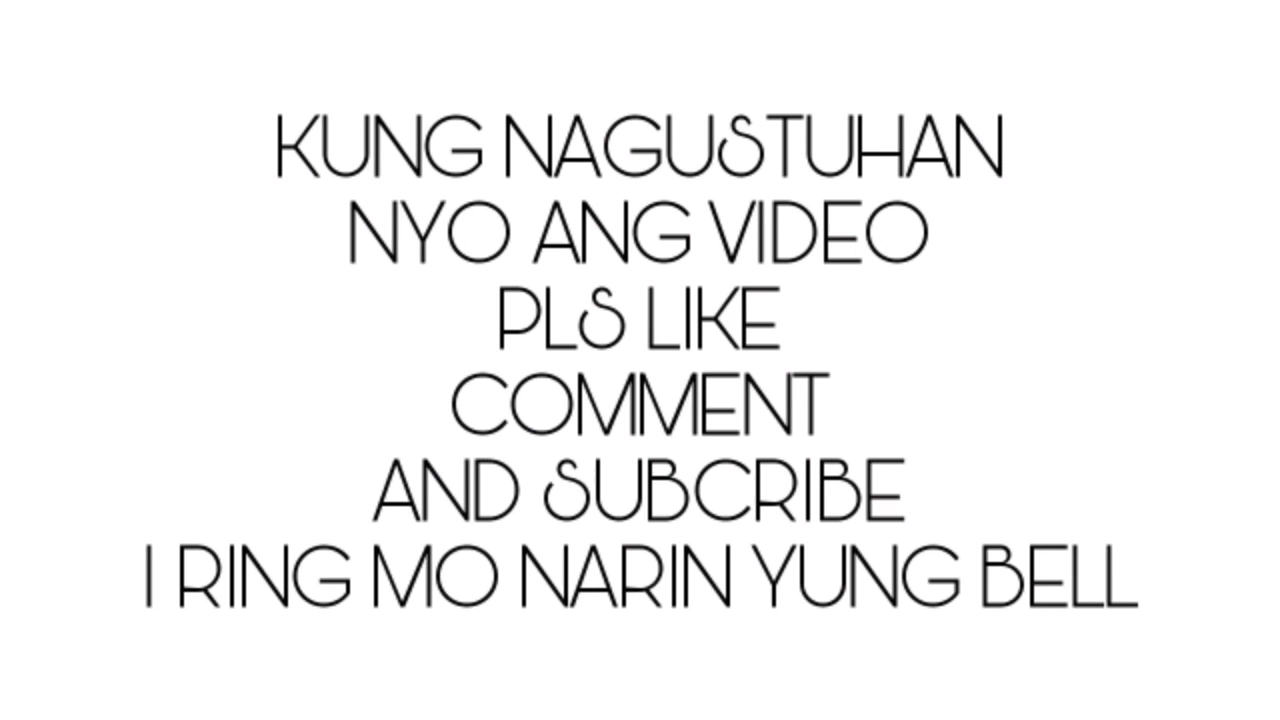 KUNG NAGUSTUHAN
NYO ANG VIDEO
PLS LIKE
COMMENT
AND SUBCRIBE
I RING MO NARIN YUNG BELL